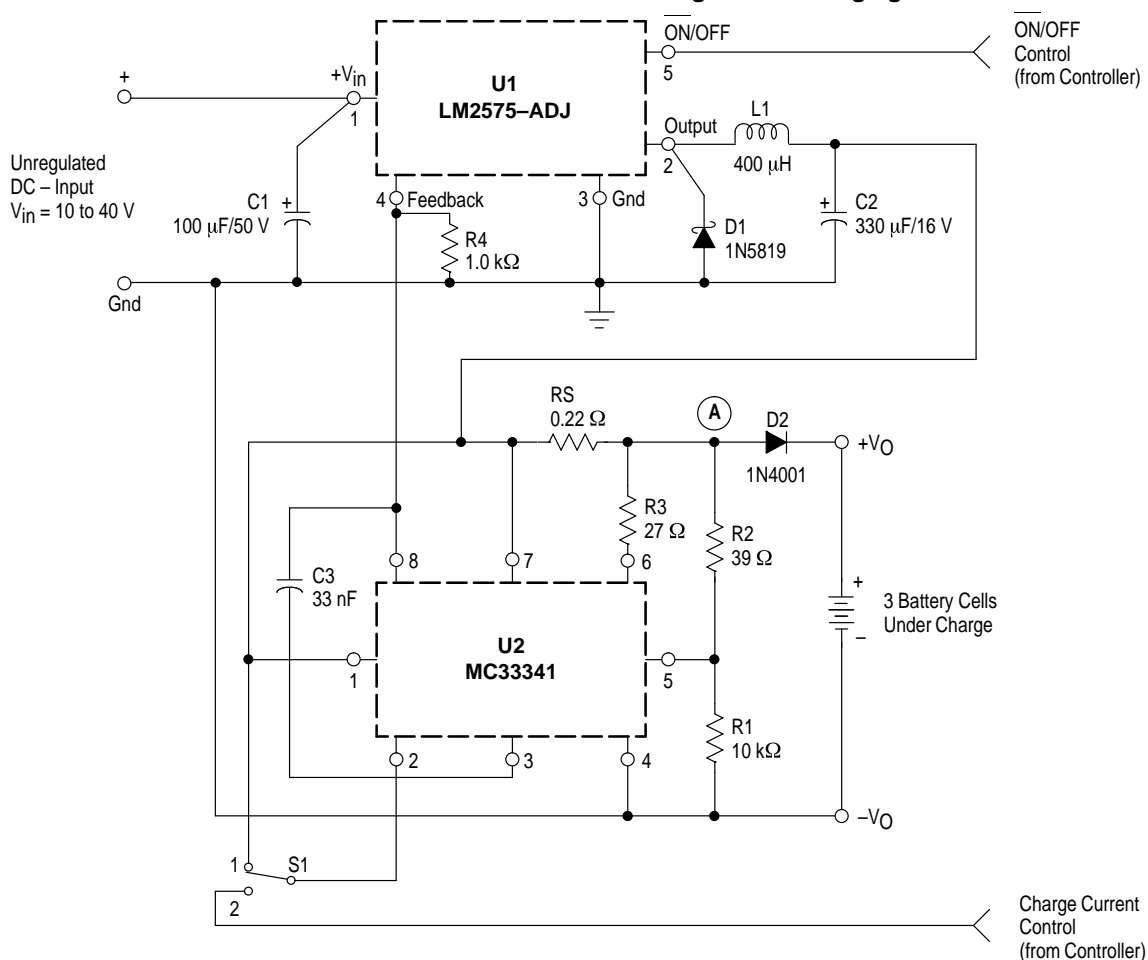 ON/OFF
5
ON/OFF
Control
(from Controller)
+
+Vin
1
U1
LM2575–ADJ
Output
2
L1
400 µH
Unregulated
DC – Input
Vin = 10 to 40 V
C1
+
100 µF/50 V
4
Feedback
3
Gnd
R4
1.0 kΩ
D1
1N5819
+
C2
330 µF/16 V
Gnd
RS
0.22 Ω
A
D2
1N4001
+VO
R3
27 Ω
R2
39 Ω
8
7
6
C3
33 nF
+
–
3 Battery Cells
Under Charge
U2
MC33341
1
5
R1
10 kΩ
2
3
4
–VO
1
S1
2
Charge Current
Control
(from Controller)